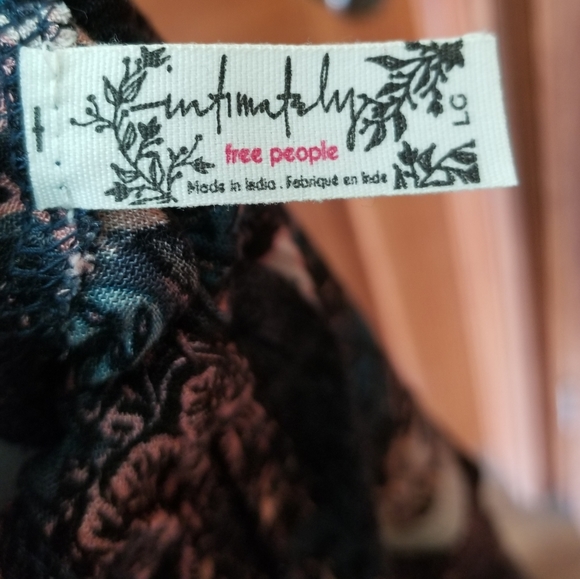 intimately
free people
Made in India . Fabriqué en Inde
LG